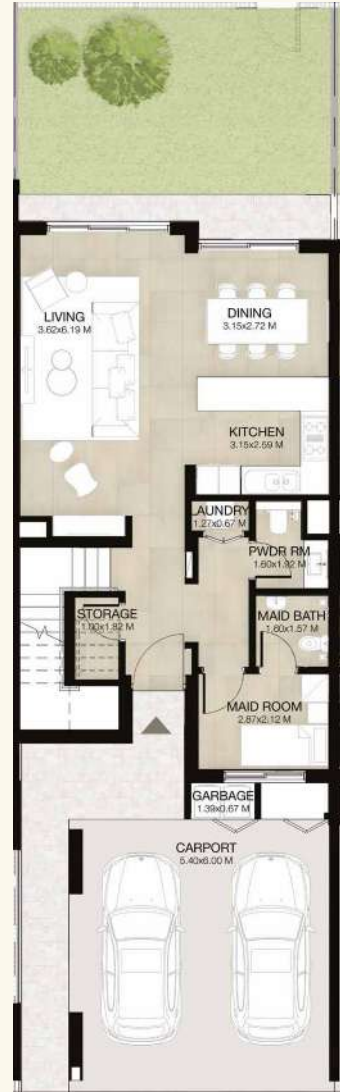 LIVING
3.62x6.19 M
DINING
3.15x2.72 M
KITCHEN
3.15x2.59 M
LAUNDRY
1.27x0.67 M
PWDR RM
1.60x1.92 M
STORAGE
1.00x1.82 M
MAID BATH
1.60x1.57 M
MAID ROOM
2.87x2.12 M
GARBAGE
1.39x0.67 M
CARPORT
5.40x6.00 M